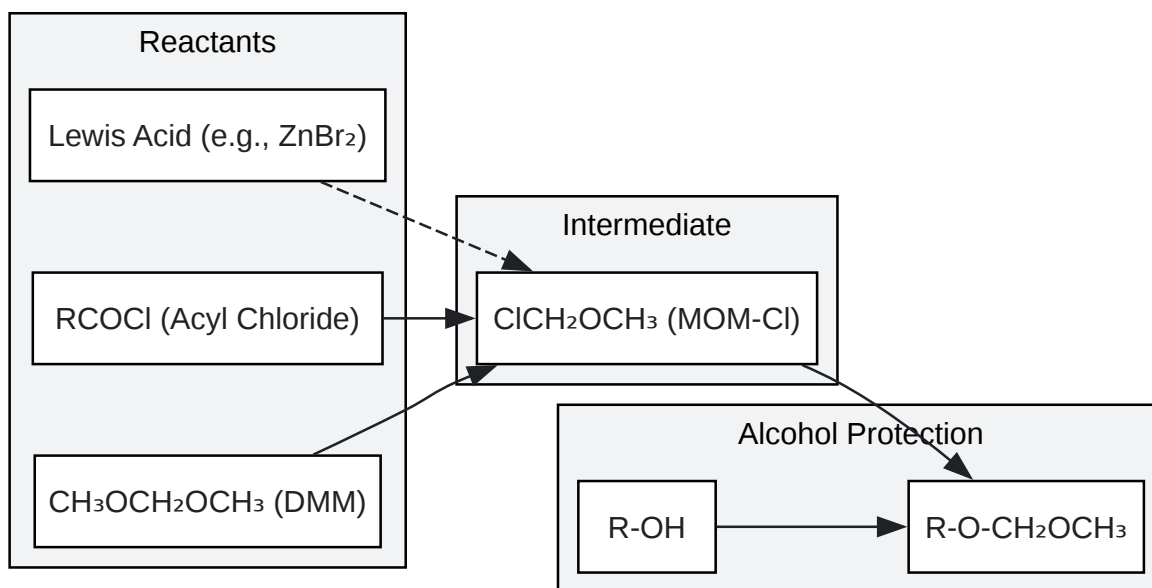 Reactants
Lewis Acid (e.g., ZnBr₂)
RCOCl (Acyl Chloride)
CH₃OCH₂OCH₃ (DMM)
Intermediate
ClCH₂OCH₃ (MOM-Cl)
Alcohol Protection
R-OH
R-O-CH₂OCH₃